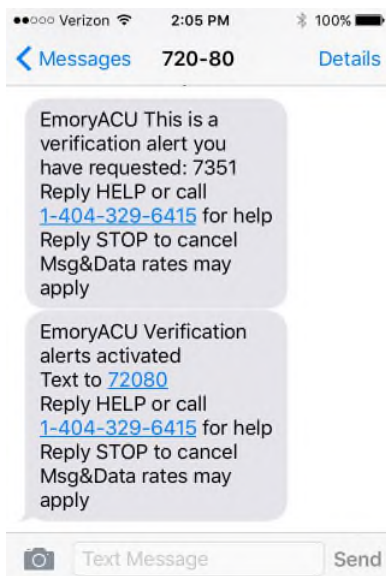 Verizon 2:05 PM 100%
Messages 720-80 Details
EmoryACU This is a
verification alert you
have requested: 7351
Reply HELP or call
1-404-329-6415 for help
Reply STOP to cancel
Msg&Data rates may
apply
EmoryACU Verification
alerts activated
Text to 72080
Reply HELP or call
1-404-329-6415 for help
Reply STOP to cancel
Msg&Data rates may
apply
Text Message Send